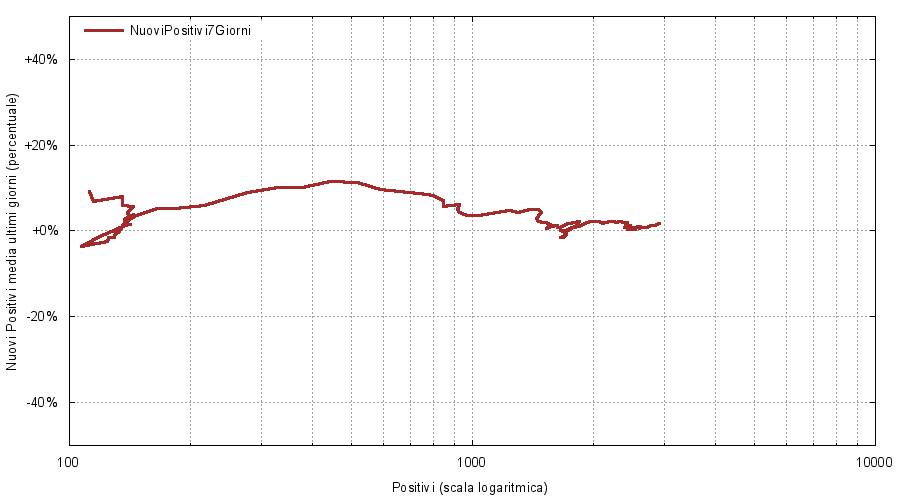 NuoviPositivi7Giorni
+40%
+20%
+0%
-20%
-40%
Nuovi Positivi media ultimi giorni (percentuale)
100
1000
10000
Positivi (scala logaritmica)